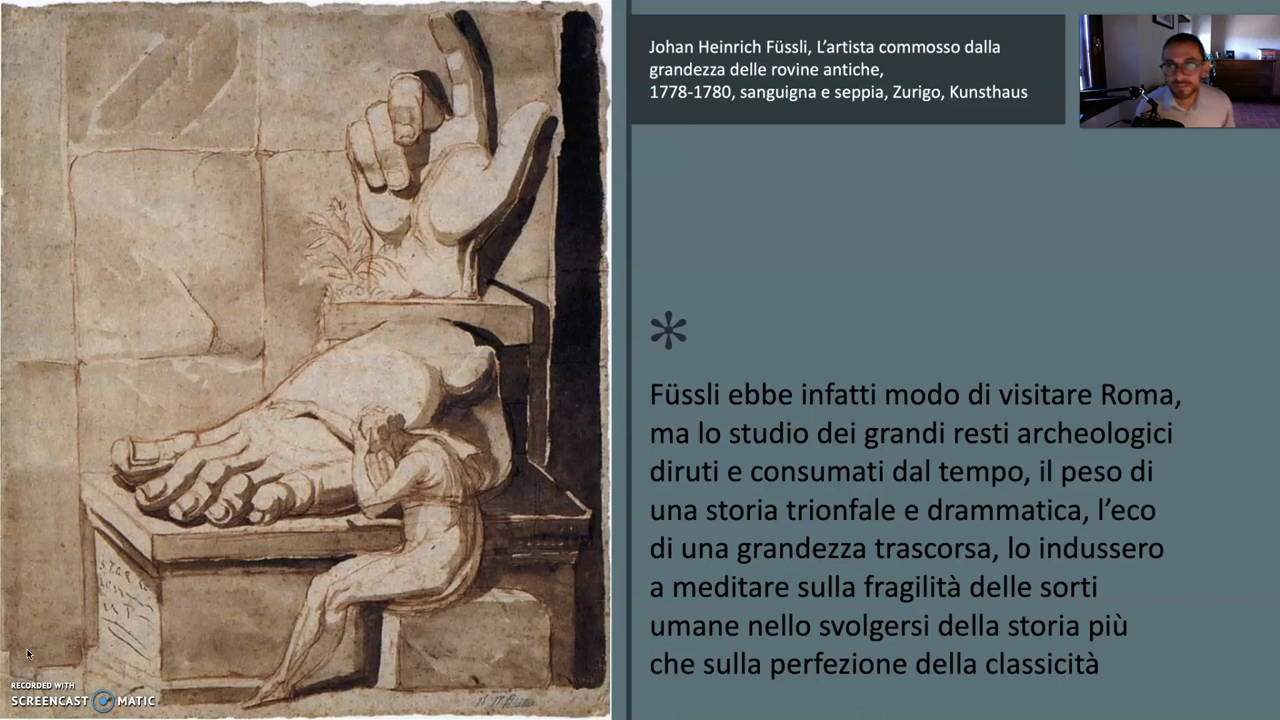 Johan Heinrich Füssli, L’artista commosso dalla
grandezza delle rovine antiche,
1778-1780, sanguigna e seppia, Zurigo, Kunsthaus
*
Füssli ebbe infatti modo di visitare Roma,
ma lo studio dei grandi resti archeologici
diruti e consumati dal tempo, il peso di
una storia trionfale e drammatica, l’eco
di una grandezza trascorsa, lo indussero
a meditare sulla fragilità delle sorti
umane nello svolgersi della storia più
che sulla perfezione della classicità
RECORDED WITH
SCREENCAST MATIC